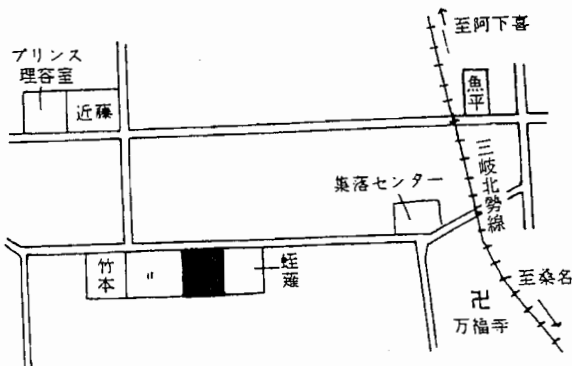 至阿下喜
プリンス
理容室
近藤
魚平
三岐北勢線
集落センター
竹本
〃
蛭薙
至桑名
卍
万福寺